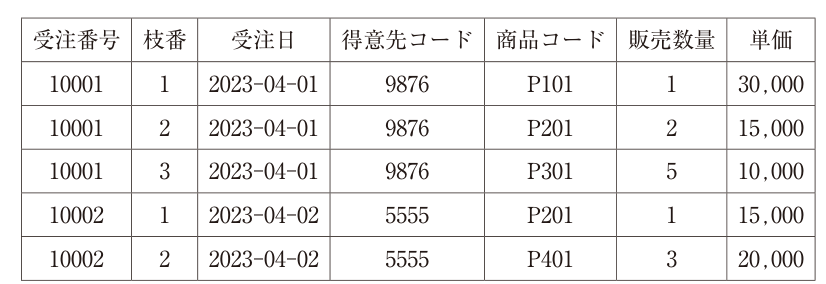 受注番号 枝番 受注日 得意先コード 商品コード 販売数量 単価
10001 1 2023-04-01 9876 P101 1 30,000
10001 2 2023-04-01 9876 P201 2 15,000
10001 3 2023-04-01 9876 P301 5 10,000
10002 1 2023-04-02 5555 P201 1 15,000
10002 2 2023-04-02 5555 P401 3 20,000